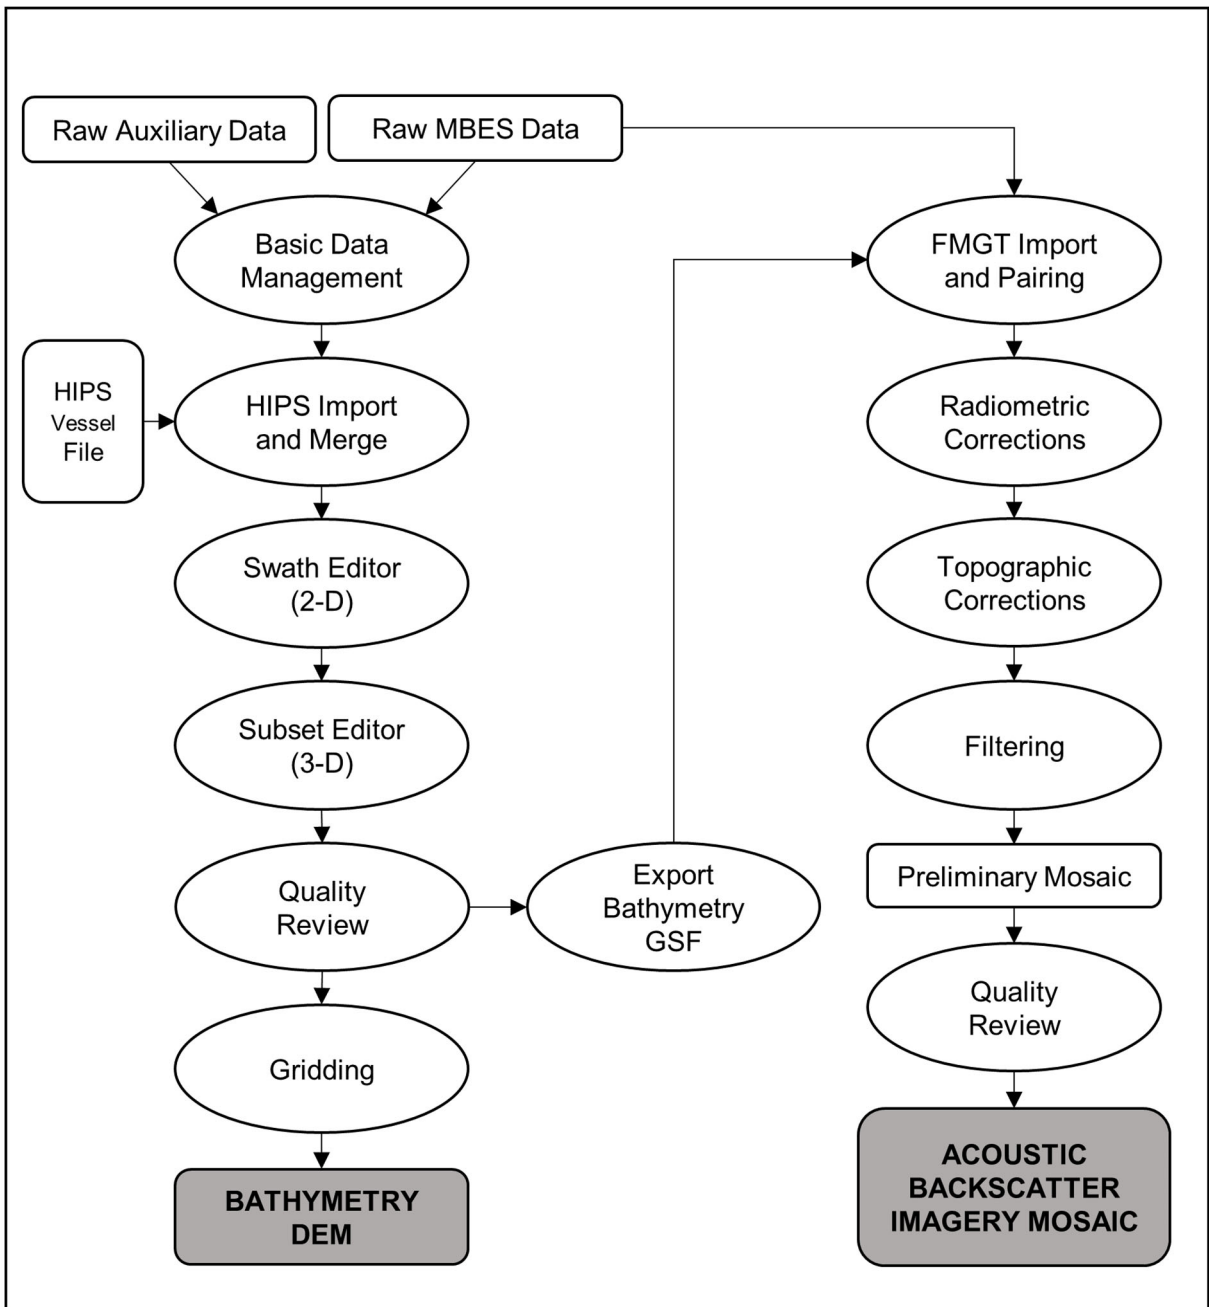 Raw Auxiliary Data
Raw MBES Data
Basic Data
Management
FMGT Import
and Pairing
HIPS
Vessel
File
HIPS Import
and Merge
Radiometric
Corrections
Swath Editor
(2-D)
Topographic
Corrections
Subset Editor
(3-D)
Filtering
Quality
Review
Export
Bathymetry
GSF
Preliminary Mosaic
Quality
Review
Gridding
BATHYMETRY
DEM
ACOUSTIC
BACKSCATTER
IMAGERY MOSAIC